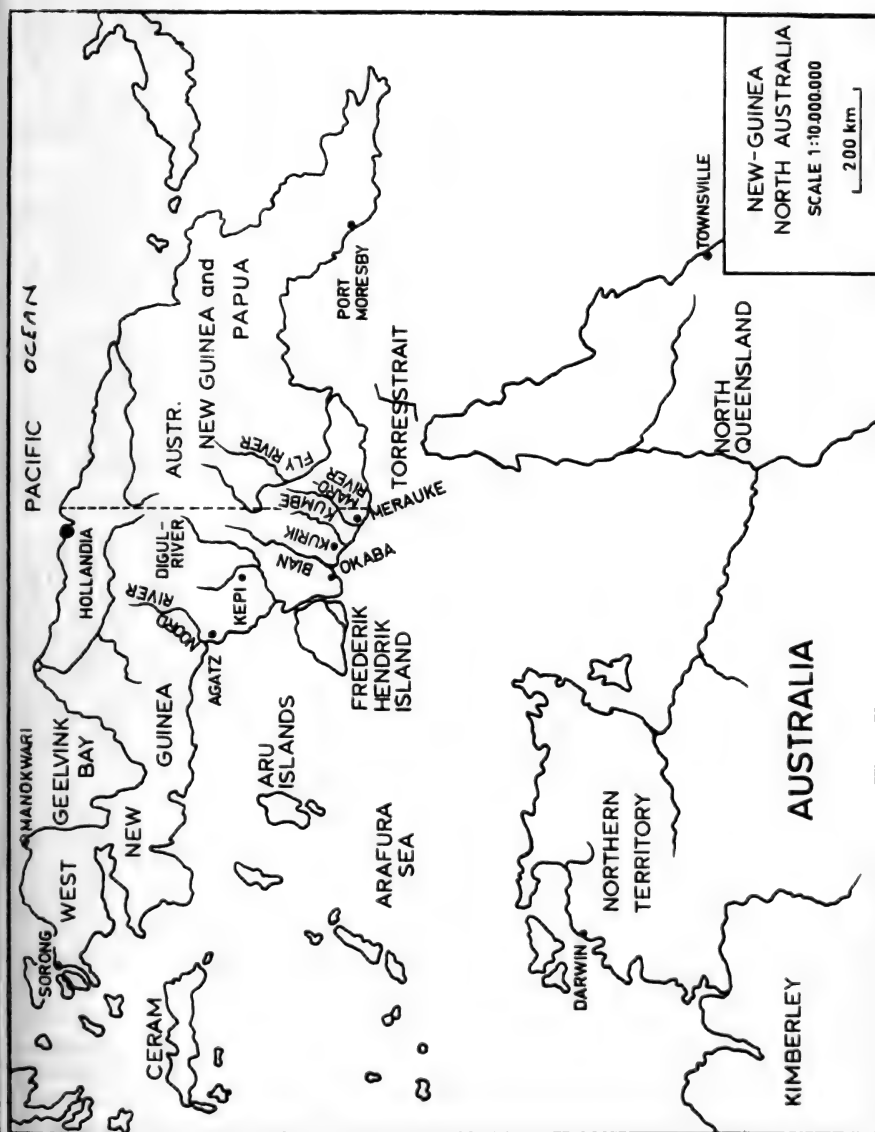 PACIFIC OCEAN
MANOKWARI
SORONG
GEELVINK
BAY
WEST
NEW
GUINEA
HOLLANDIA
CERAM
NOORD
RIVER
DIGUL-
RIVER
AGATZ
KEPI
BIAN
KURIK
KUMBE
MARO-
RIVER
FLY RIVER
AUSTR.
NEW GUINEA and
PAPUA
PORT
MORESBY
OKABA
MERAUKE
FREDERIK
HENDRIK
ISLAND
ARU
ISLANDS
ARAFURA
SEA
TORRESSTRAIT
DARWIN
NORTHERN
TERRITORY
KIMBERLEY
AUSTRALIA
NORTH
QUEENSLAND
TOWNSVILLE
NEW-GUINEA
NORTH AUSTRALIA
SCALE 1:10.000.000
200 km